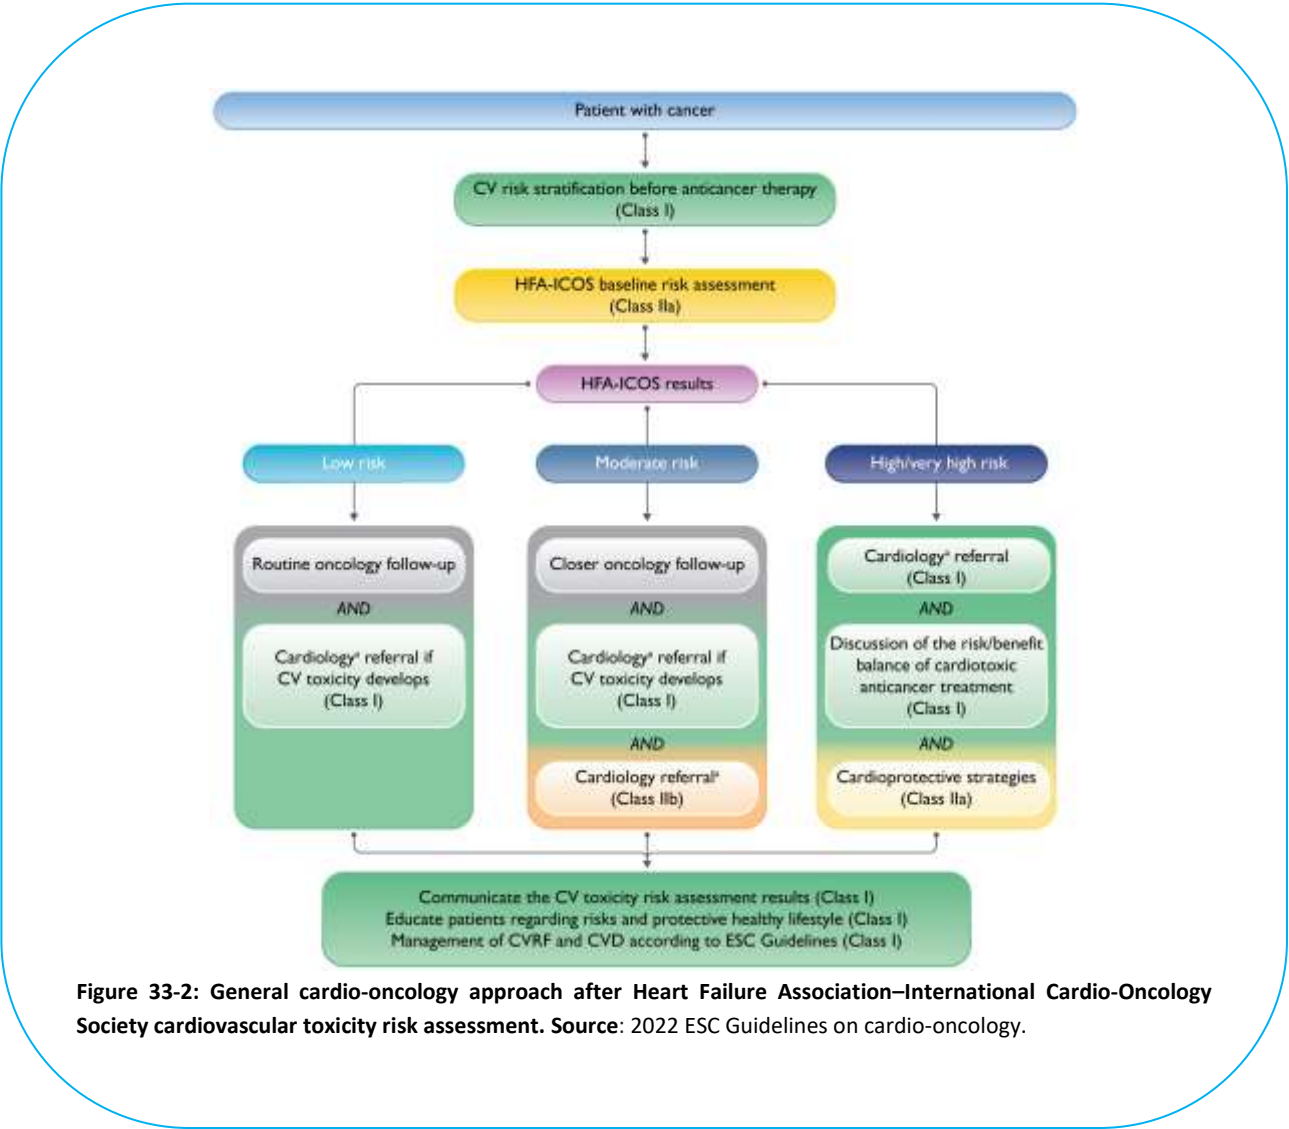 Patient with cancer
CV risk stratification before anticancer therapy
(Class I)
HFA-ICOS baseline risk assessment
(Class IIa)
HFA-ICOS results
Low risk
Moderate risk
High/very high risk
Routine oncology follow-up
AND
Cardiologyᵃ referral if
CV toxicity develops
(Class I)
Closer oncology follow-up
AND
Cardiologyᵃ referral if
CV toxicity develops
(Class I)
AND
Cardiology referralᵃ
(Class IIb)
Cardiologyᵃ referral
(Class I)
AND
Discussion of the risk/benefit
balance of cardiotoxic
anticancer treatment
(Class I)
AND
Cardioprotective strategies
(Class IIa)
Communicate the CV toxicity risk assessment results (Class I)
Educate patients regarding risks and protective healthy lifestyle (Class I)
Management of CVRF and CVD according to ESC Guidelines (Class I)
Figure 33-2: General cardio-oncology approach after Heart Failure Association–International Cardio-Oncology
Society cardiovascular toxicity risk assessment. Source: 2022 ESC Guidelines on cardio-oncology.